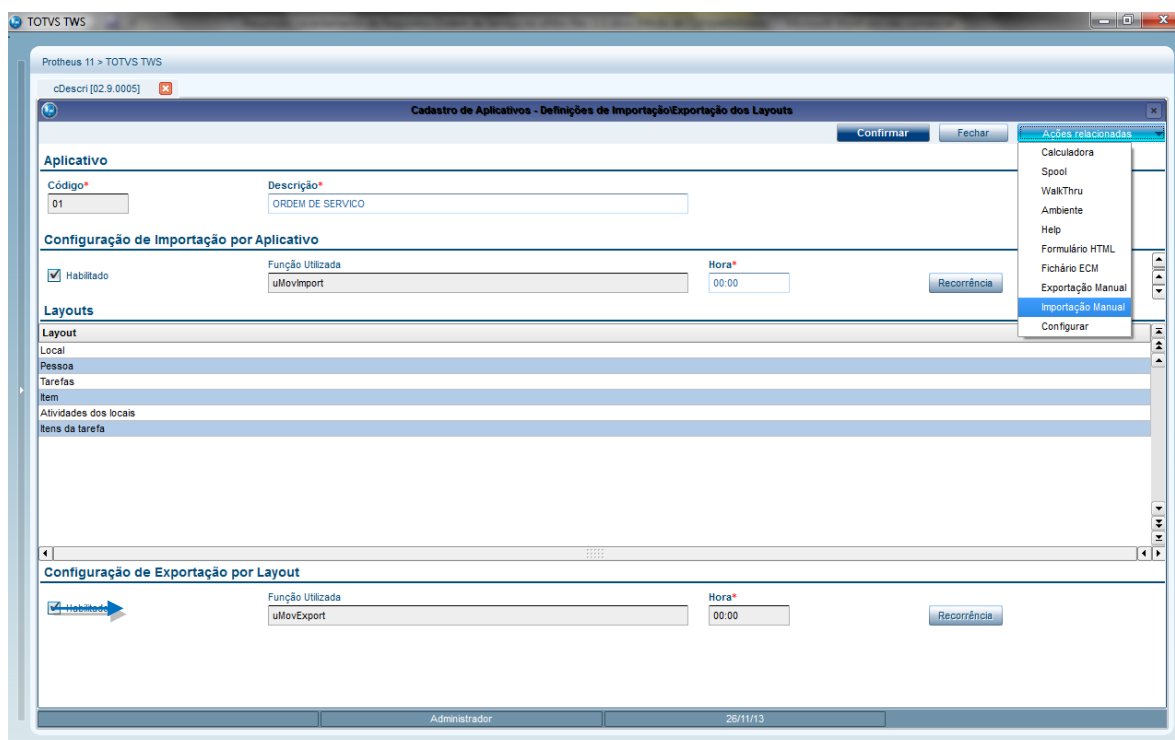 TOTVS TWS
Protheus 11 > TOTVS TWS
cDescri [02.9.0005]
Cadastro de Aplicativos - Definições de Importação\Exportação dos Layouts
Confirmar Fechar Ações relacionadas
Calculadora
Spool
WalkThru
Ambiente
Help
Formulário HTML
Fichário ECM
Exportação Manual
Importação Manual
Configurar
Aplicativo
Código* Descrição*
01 ORDEM DE SERVICO
Configuração de Importação por Aplicativo
Função Utilizada Hora*
Habilitado uMovImport 00:00 Recorrência
Layouts
Layout
Local
Pessoa
Tarefas
Item
Atividades dos locais
Itens da tarefa
Configuração de Exportação por Layout
Função Utilizada Hora*
Habilitado uMovExport 00:00 Recorrência
Administrador 26/11/13